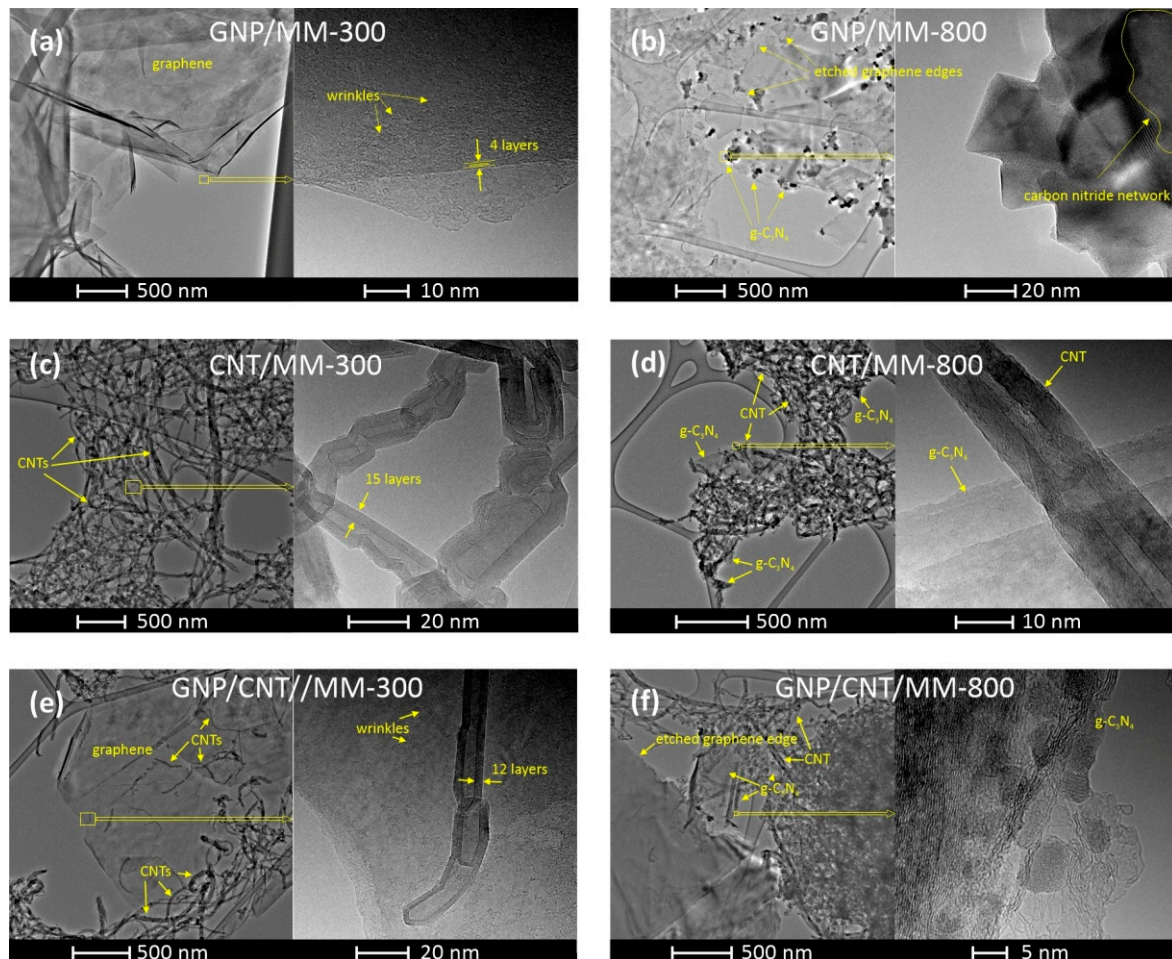 (a) GNP/MM-300
graphene
wrinkles
4 layers
500 nm
10 nm
(b) GNP/MM-800
etched graphene edges
g-C₃N₄
carbon nitride network
500 nm
20 nm
(c) CNT/MM-300
CNTs
15 layers
500 nm
20 nm
(d) CNT/MM-800
CNT
g-C₃N₄
CNT
g-C₃N₄
g-C₃N₄
g-C₃N₄
500 nm
10 nm
(e) GNP/CNT//MM-300
graphene
CNTs
CNTs
wrinkles
12 layers
500 nm
20 nm
(f) GNP/CNT/MM-800
etched graphene edge
CNT
g-C₃N₄
g-C₃N₄
500 nm
5 nm